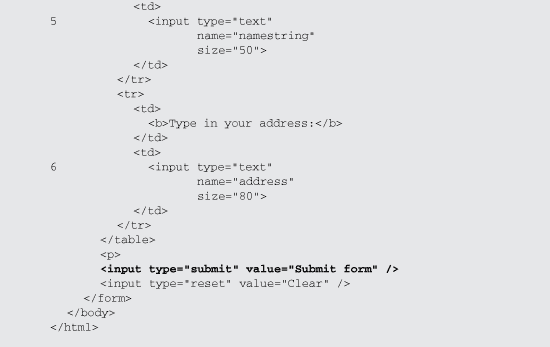 <td>
5 <input type="text"
name="namestring"
size="50">
</td>
</tr>
<tr>
<td>
<b>Type in your address:</b>
</td>
<td>
6 <input type="text"
name="address"
size="80">
</td>
</tr>
</table>
<p>
<input type="submit" value="Submit form" />
<input type="reset" value="Clear" />
</form>
</body>
</html>